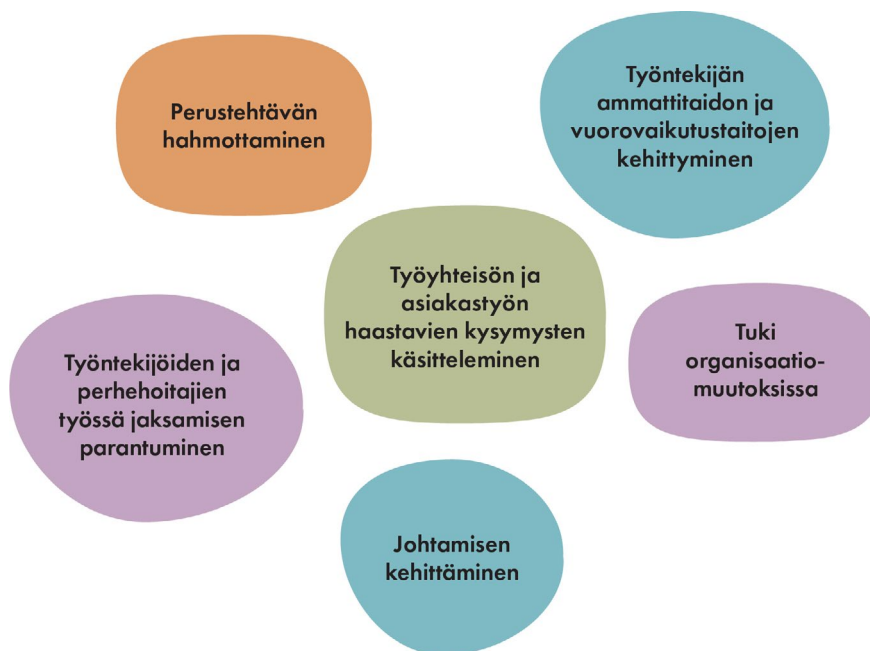 Perustehtävän
hahmottaminen
Työntekijän
ammattitaidon ja
vuorovaikutustaitojen
kehittyminen
Työyhteisön ja
asiakastyön
haastavien kysymysten
käsitteleminen
Työntekijöiden ja
perhehoitajien
työssä jaksamisen
parantuminen
Tuki
organisaatio-
muutoksissa
Johtamisen
kehittäminen